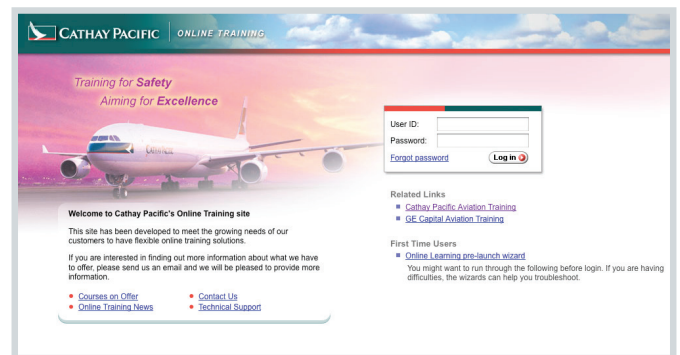 CATHAY PACIFIC ONLINE TRAINING
Training for Safety
Aiming for Excellence
CATHAY PACIFIC
User ID:
Password:
Forgot password Log in
Welcome to Cathay Pacific's Online Training site
This site has been developed to meet the growing needs of our
customers to have flexible online training solutions.
If you are interested in finding out more information about what we have
to offer, please send us an email and we will be pleased to provide more
information.
Courses on Offer Contact Us
Online Training News Technical Support
Related Links
Cathay Pacific Aviation Training
GE Capital Aviation Training
First Time Users
Online Learning pre-launch wizard
You might want to run through the following before login. If you are having
difficulties, the wizards can help you troubleshoot.